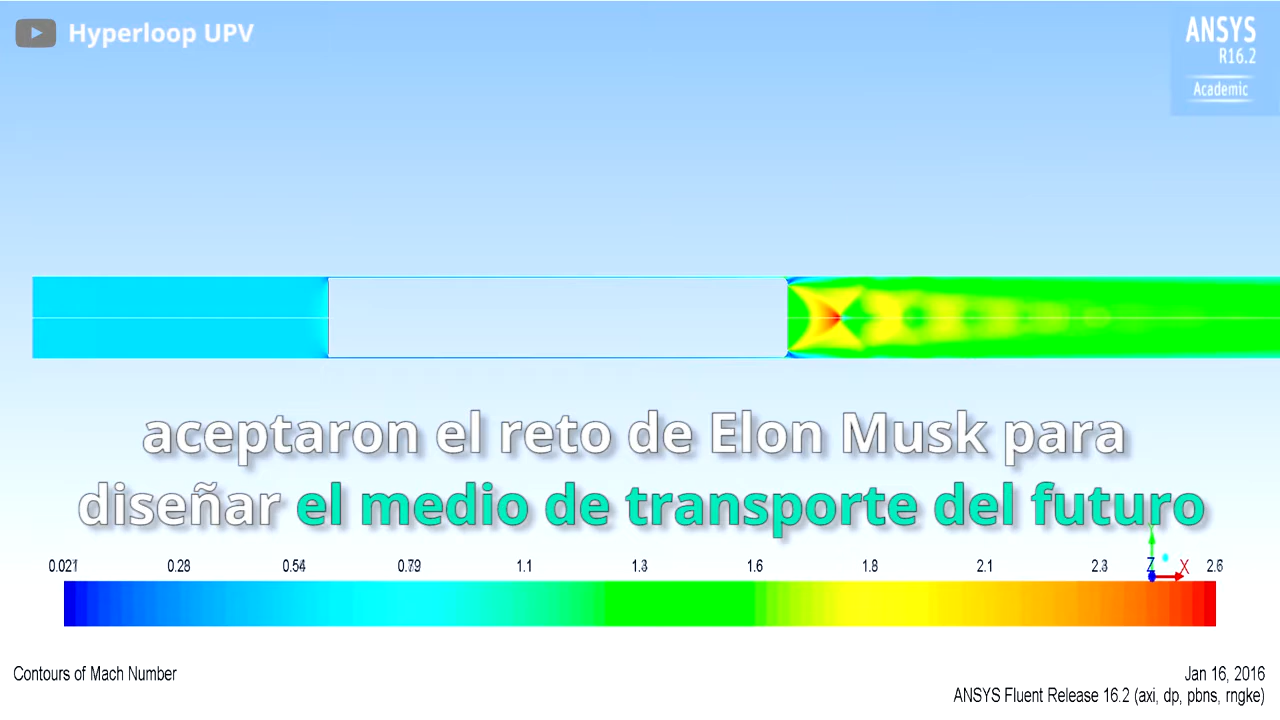 Hyperloop UPV
ANSYS
R16.2
Academic
aceptaron el reto de Elon Musk para
diseñar el medio de transporte del futuro
Y
Z X
0.021 0.28 0.54 0.79 1.1 1.3 1.6 1.8 2.1 2.3 2.6
Contours of Mach Number
Jan 16, 2016
ANSYS Fluent Release 16.2 (axi, dp, pbns, rngke)